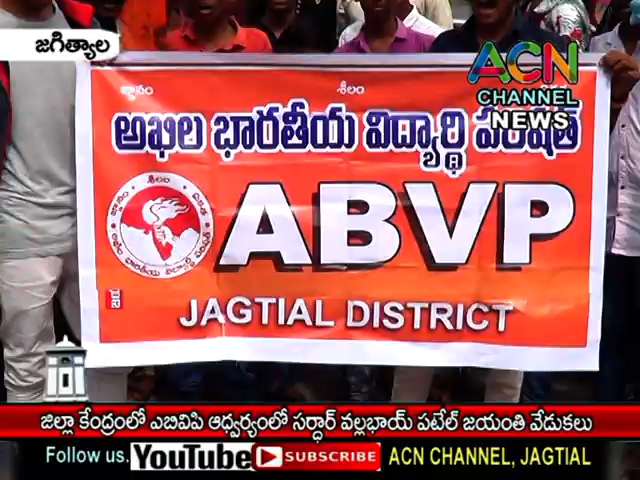 జగిత్యాల
ACN
CHANNEL
NEWS
జ్ఞానం శీలం
అఖిల భారతీయ విద్యార్థి పరిషత్
ABVP
JAGTIAL DISTRICT
జిల్లా కేంద్రంలో ఎబివిపి ఆధ్వర్యంలో సర్ధార్ వల్లభాయ్ పటేల్ జయంతి వేడుకలు
Follow us. YouTube SUBSCRIBE ACN CHANNEL, JAGTIAL